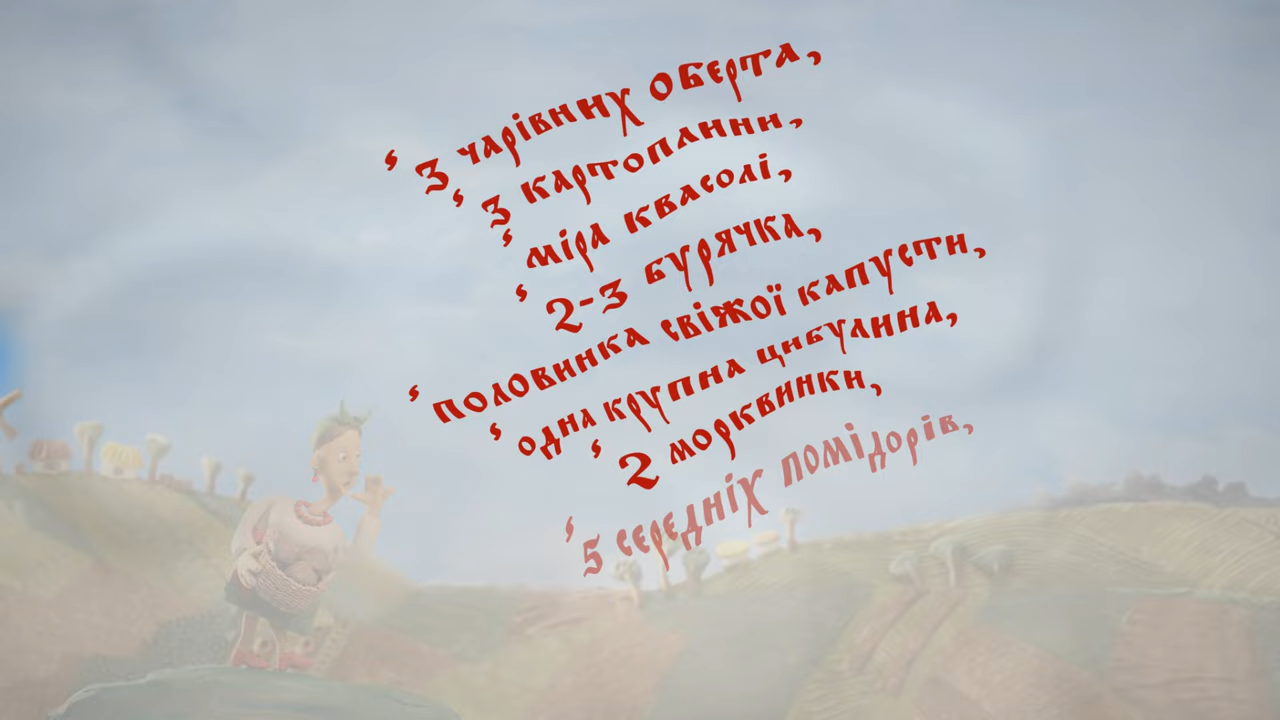 ‘ 3 чарівних оберта,
‘ 3 картоплини,
‘ міра квасолі,
‘ 2-3 бурячка,
‘ половинка свіжої капусти,
‘ одна крупна цибулина,
‘ 2 морквинки,
‘ 5 середніх помідорів,